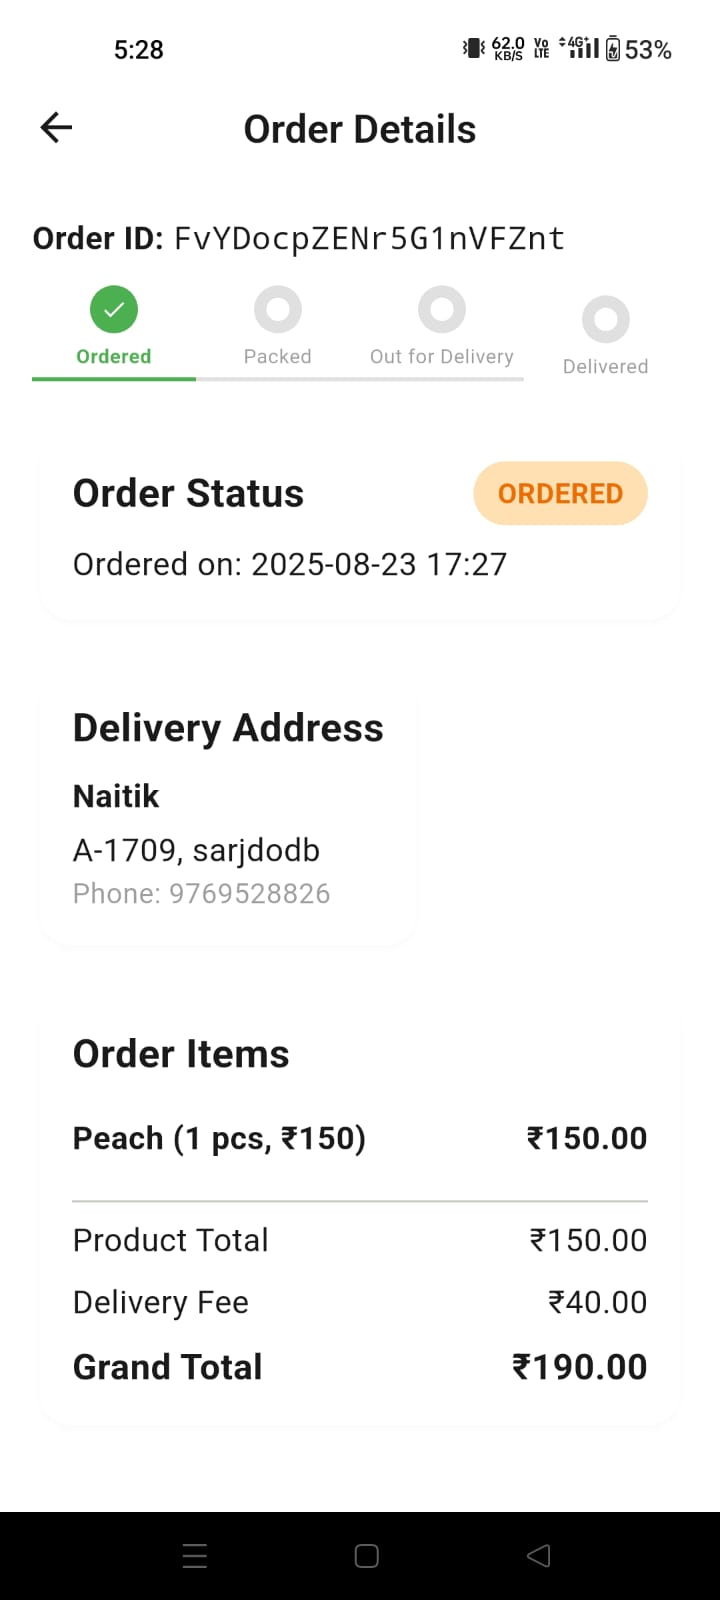 5:28 62.0 KB/S Vo LTE 4G+ 53%
Order Details
Order ID: FvYDocpZENr5G1nVFZnt
Ordered Packed Out for Delivery Delivered
Order Status ORDERED
Ordered on: 2025-08-23 17:27
Delivery Address
Naitik
A-1709, sarjdodb
Phone: 9769528826
Order Items
Peach (1 pcs, ₹150) ₹150.00
Product Total ₹150.00
Delivery Fee ₹40.00
Grand Total ₹190.00